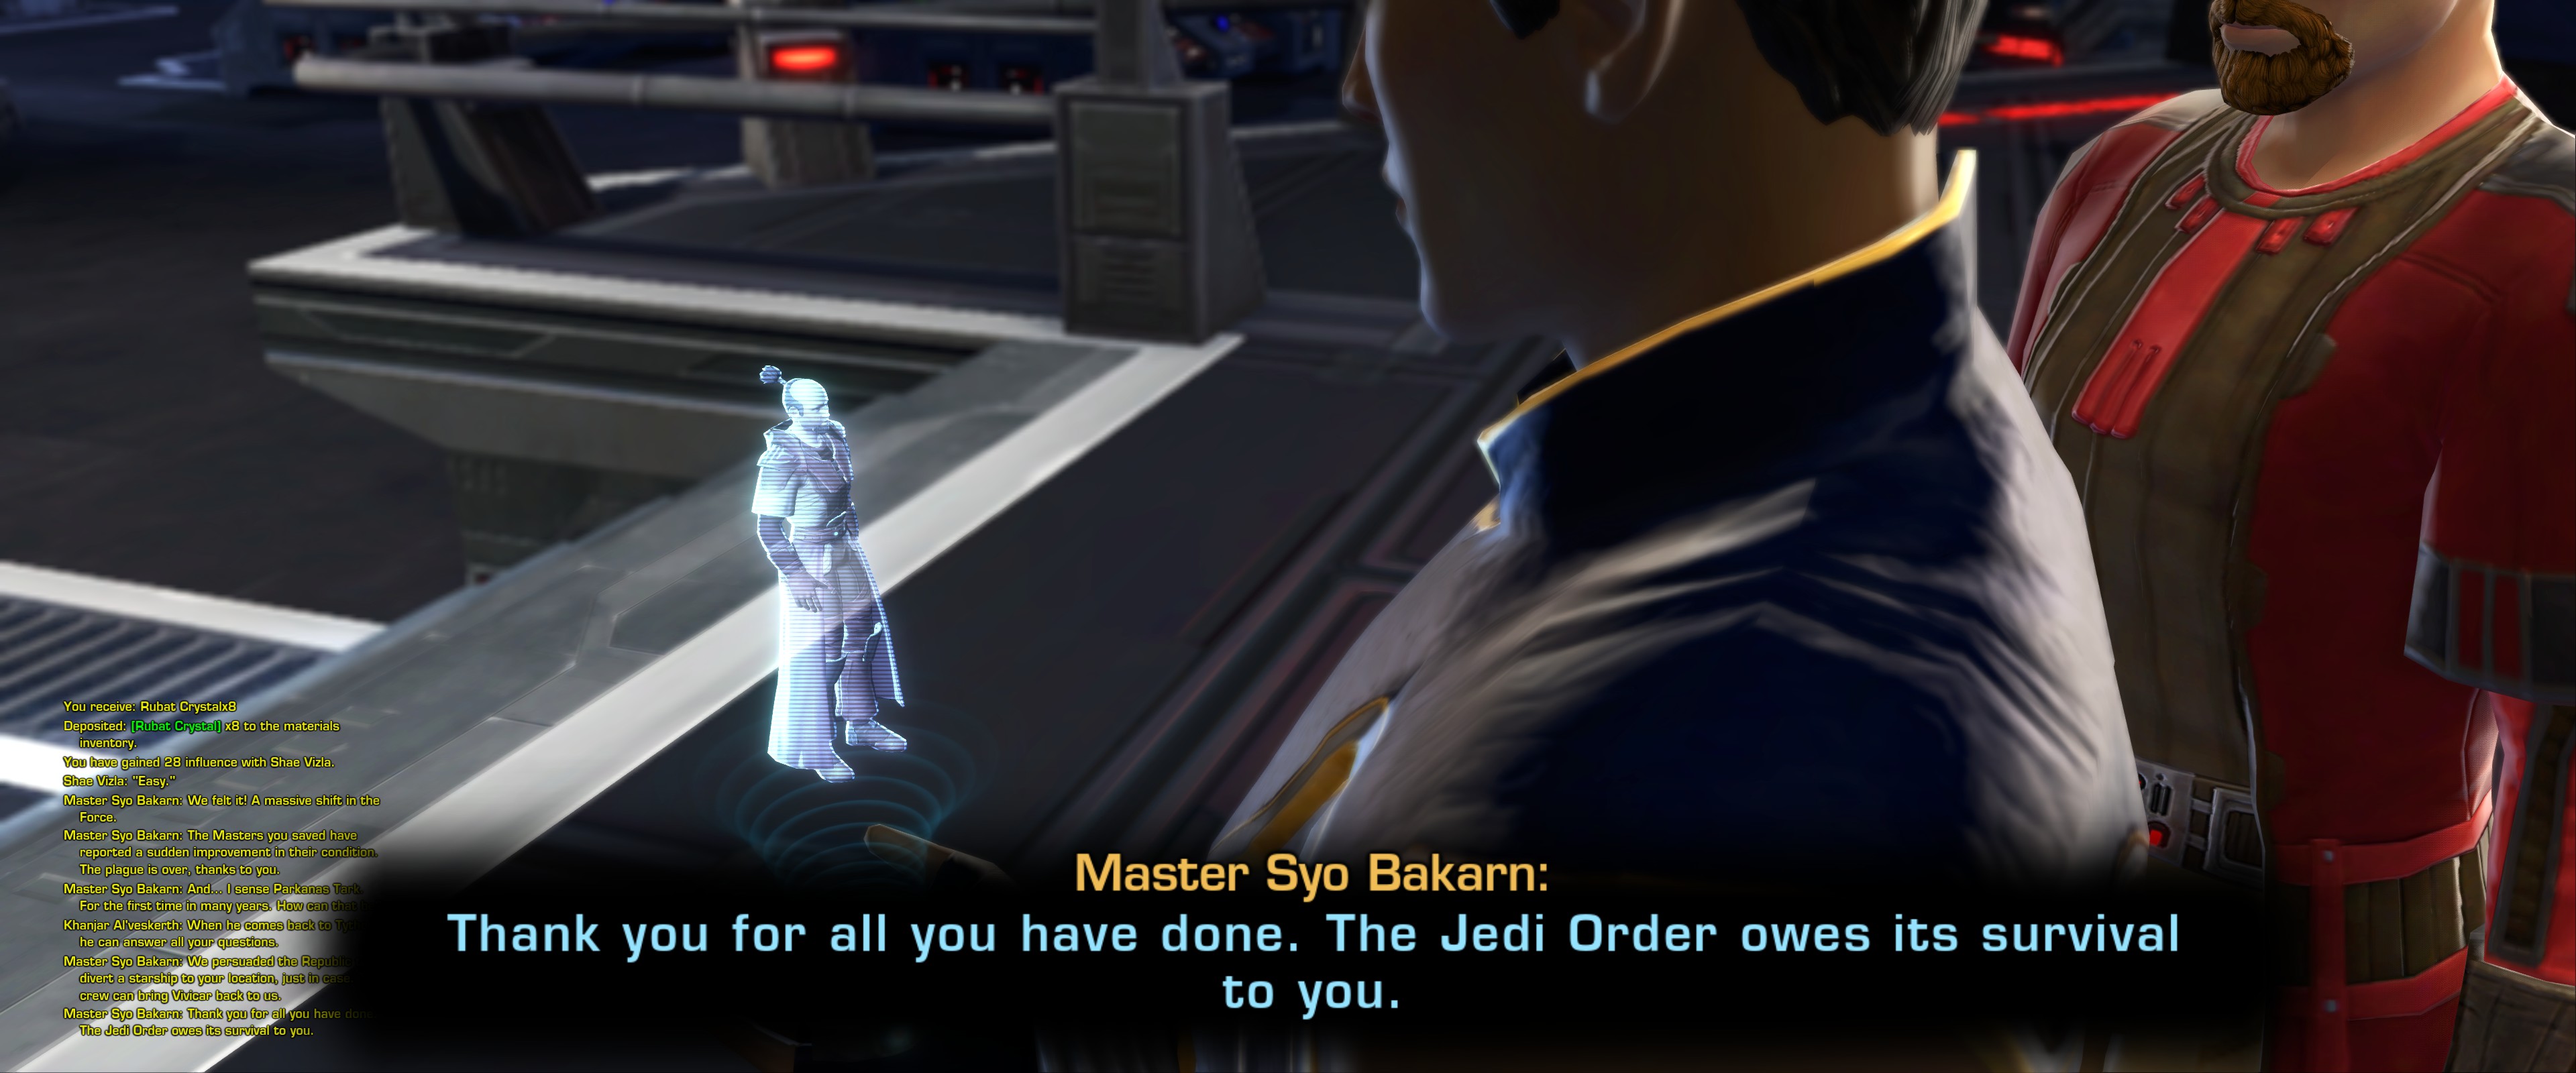 You receive: Rubat Crystalx8
Deposited: [Rubat Crystal] x8 to the materials
inventory.
You have gained 28 influence with Shae Vizla.
Shae Vizla: "Easy."
Master Syo Bakarn: We felt it! A massive shift in the
Force.
Master Syo Bakarn: The Masters you saved have
reported a sudden improvement in their condition.
The plague is over, thanks to you.
Master Syo Bakarn: And... I sense Parkanas Tark.
For the first time in many years. How can that
Khanjar Al'veskerth: When he comes back to
he can answer all your questions.
Master Syo Bakarn: We persuaded the
divert a starship to your location, just in
crew can bring Vivicar back to us.
Master Syo Bakarn: Thank you for all you have
The Jedi Order owes its survival to you.
Master Syo Bakarn:
Thank you for all you have done. The Jedi Order owes its survival
to you.